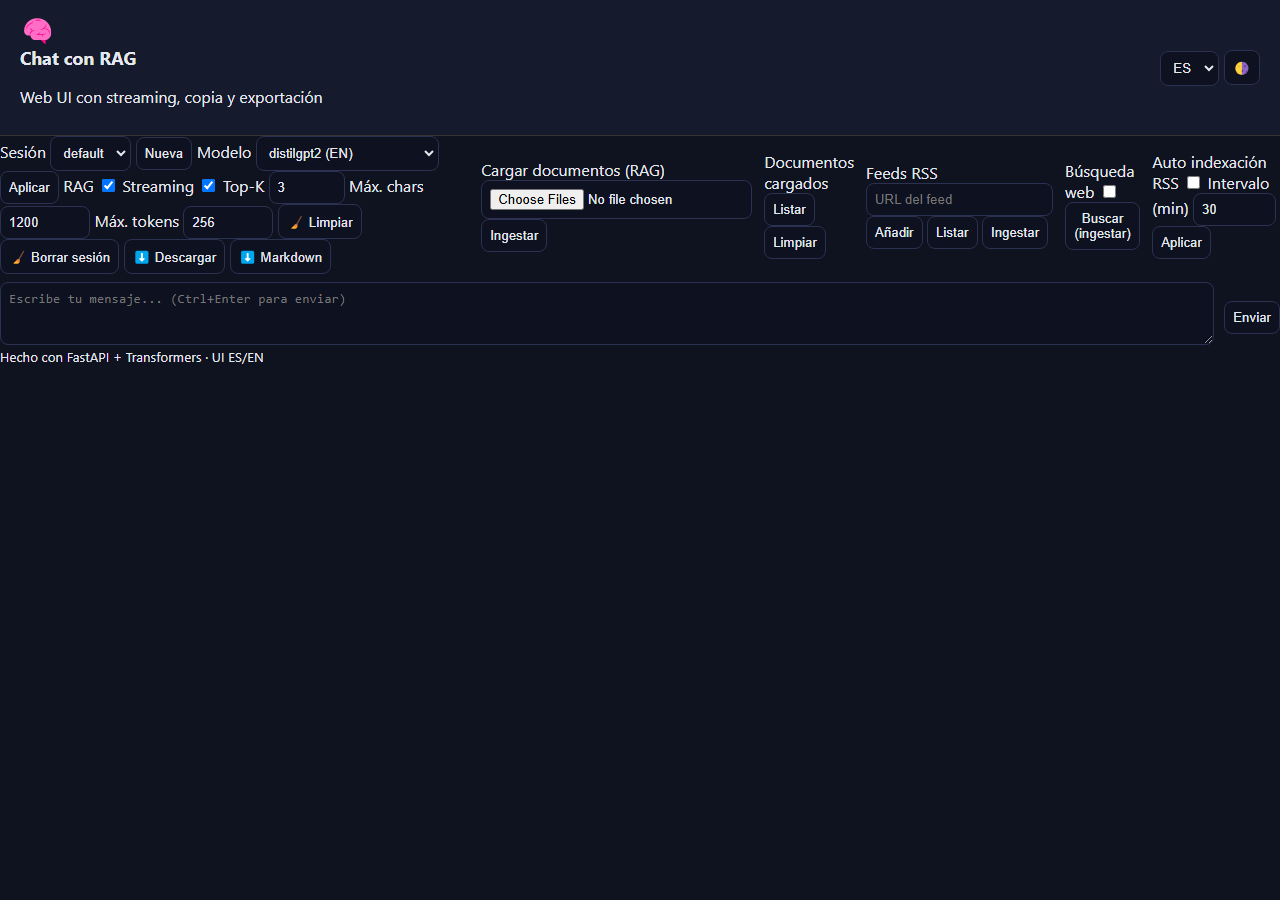 Chat con RAG
Web UI con streaming, copia y exportación
ES
Sesión default Nueva Modelo distilgpt2 (EN)
Aplicar RAG Streaming Top-K 3 Máx. chars
1200 Máx. tokens 256 Limpiar
Borrar sesión Descargar Markdown
Cargar documentos (RAG)
Choose Files No file chosen
Ingestar
Documentos
cargados
Listar
Limpiar
Feeds RSS
URL del feed
Añadir Listar Ingestar
Búsqueda
web
Buscar
(ingestar)
Auto indexación
RSS Intervalo
(min) 30
Aplicar
Escribe tu mensaje... (Ctrl+Enter para enviar)
Enviar
Hecho con FastAPI + Transformers · UI ES/EN